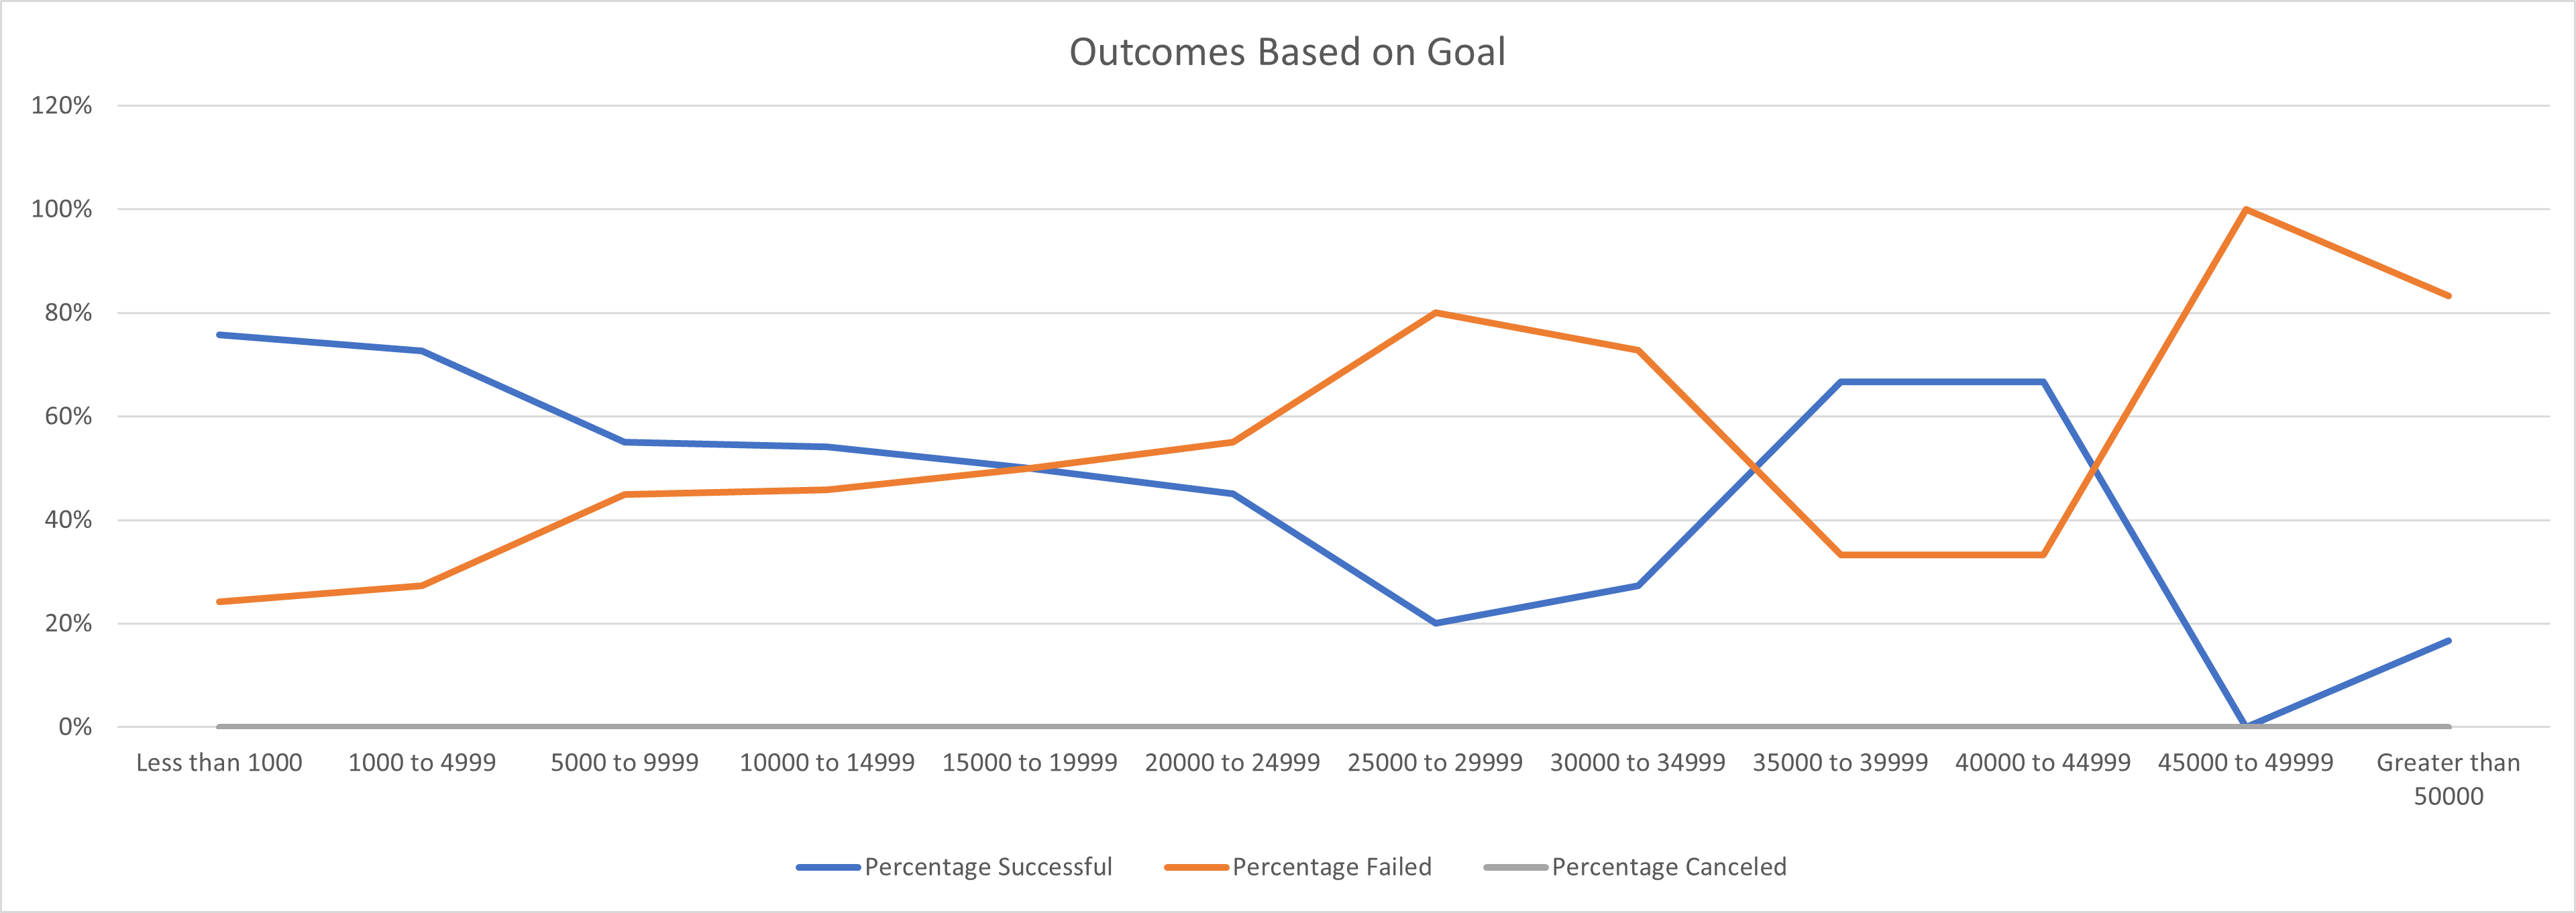 Outcomes Based on Goal
120%
100%
80%
60%
40%
20%
0%
Less than 1000
1000 to 4999
5000 to 9999
10000 to 14999
15000 to 19999
20000 to 24999
25000 to 29999
30000 to 34999
35000 to 39999
40000 to 44999
45000 to 49999
Greater than
50000
Percentage Successful
Percentage Failed
Percentage Canceled